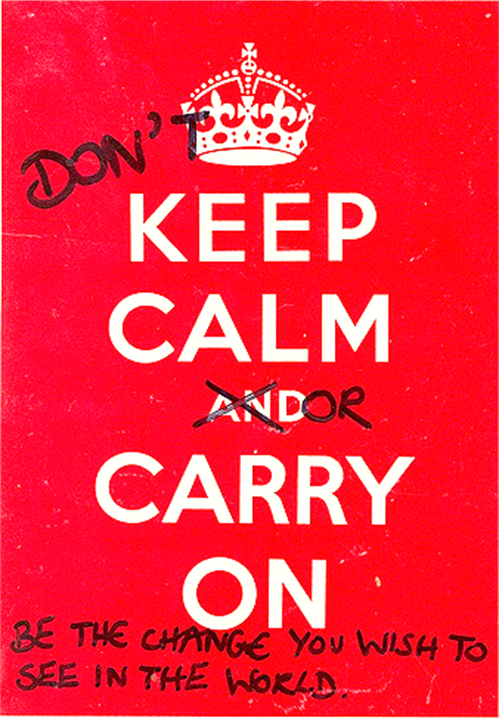 DON'T
KEEP
CALM
AND OR
CARRY
ON
BE THE CHANGE YOU WISH TO
SEE IN THE WORLD.